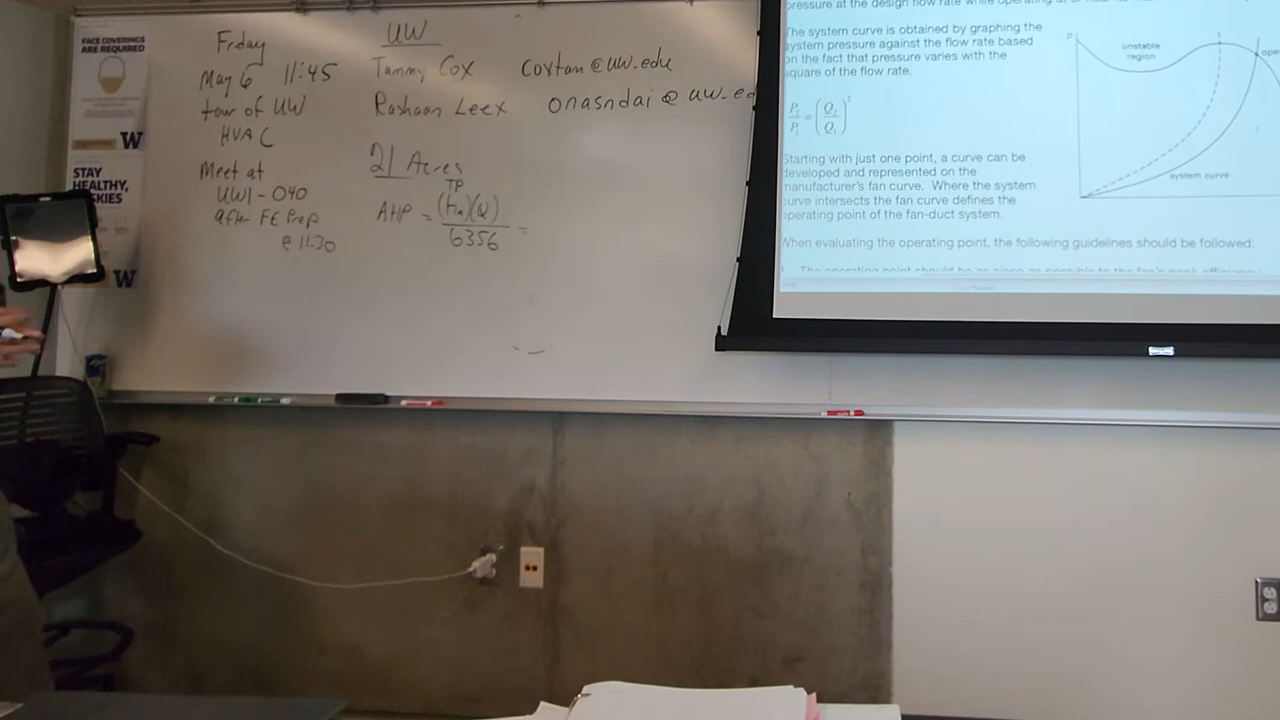 FACE COVERINGS
ARE REQUIRED
W
STAY
HEALTHY,
SKIES
W
Friday
May 6 11:45
tour of UW
HVAC
Meet at
UW1-040
after FE Prep
@ 11:30
UW
Tammy Cox coxtam@uw.edu
Rashaan Leex onasndai@uw.ed
21 Acres
TP
AHP = (ha)(Q) / 6356 =
pressure at the design flow rate while operating at or
The system curve is obtained by graphing the
system pressure against the flow rate based
on the fact that pressure varies with the
square of the flow rate.
P2/P1 = (Q2/Q1)²
Starting with just one point, a curve can be
developed and represented on the
manufacturer's fan curve. Where the system
curve intersects the fan curve defines the
operating point of the fan-duct system.
When evaluating the operating point, the following guidelines should be followed:
The operating point should be as close as possible to the fan's peak efficiency
unstable
region
ope
system curve